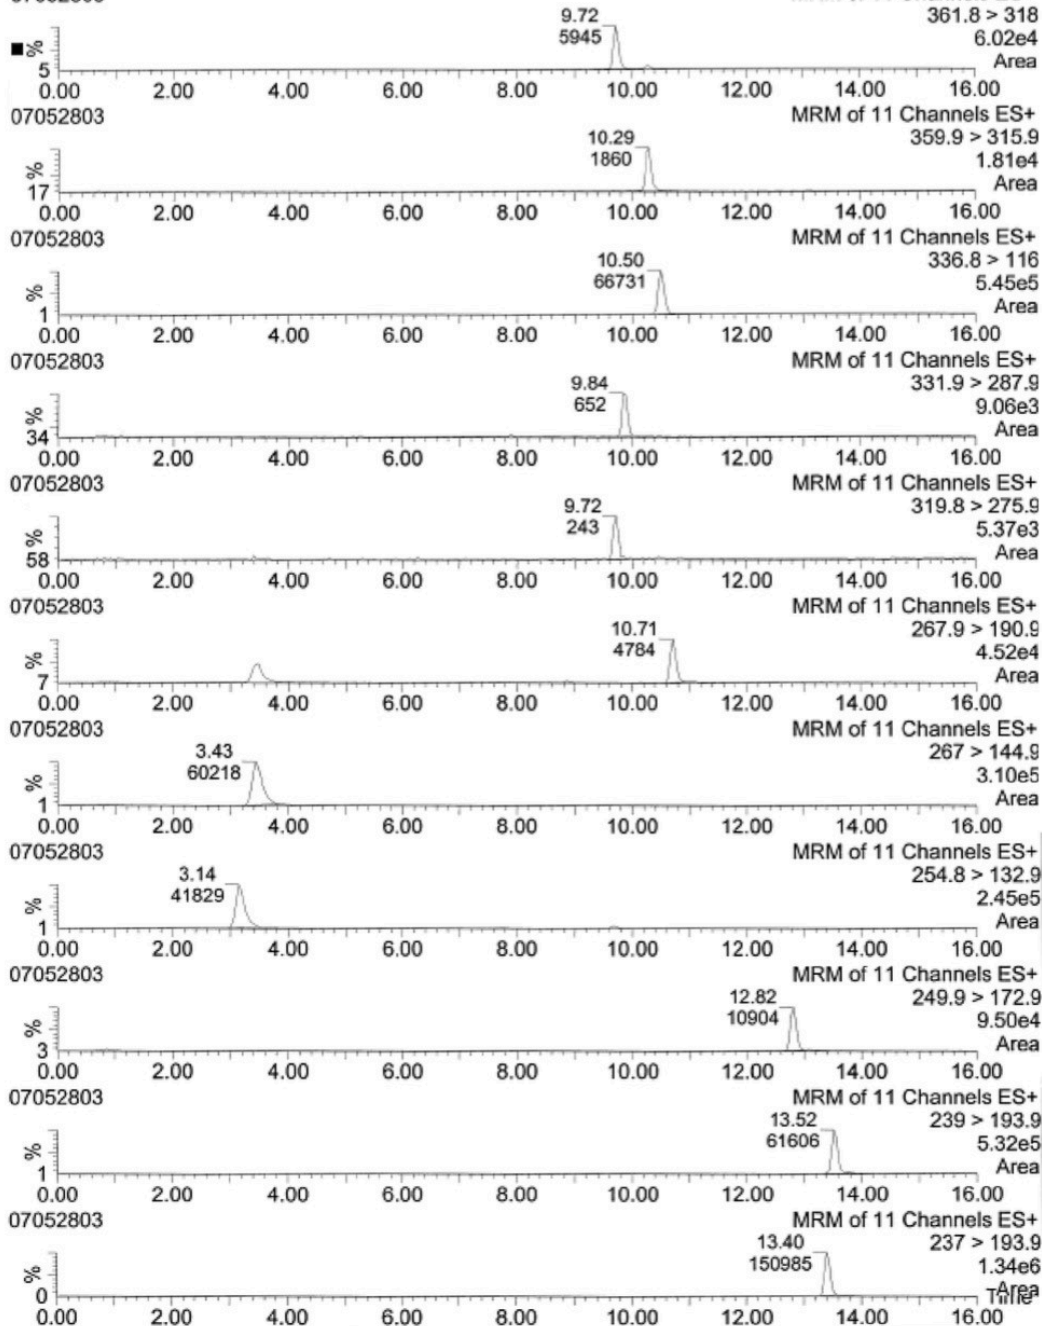 9.72 361.8 > 318
5945 6.02e4
% Area
5
0.00 2.00 4.00 6.00 8.00 10.00 12.00 14.00 16.00
07052803 MRM of 11 Channels ES+
10.29 359.9 > 315.9
1860 1.81e4
% Area
17
0.00 2.00 4.00 6.00 8.00 10.00 12.00 14.00 16.00
07052803 MRM of 11 Channels ES+
10.50 336.8 > 116
66731 5.45e5
% Area
1
0.00 2.00 4.00 6.00 8.00 10.00 12.00 14.00 16.00
07052803 MRM of 11 Channels ES+
9.84 331.9 > 287.9
652 9.06e3
% Area
34
0.00 2.00 4.00 6.00 8.00 10.00 12.00 14.00 16.00
07052803 MRM of 11 Channels ES+
9.72 319.8 > 275.9
243 5.37e3
% Area
58
0.00 2.00 4.00 6.00 8.00 10.00 12.00 14.00 16.00
07052803 MRM of 11 Channels ES+
10.71 267.9 > 190.9
4784 4.52e4
% Area
7
0.00 2.00 4.00 6.00 8.00 10.00 12.00 14.00 16.00
07052803 MRM of 11 Channels ES+
3.43 267 > 144.9
60218 3.10e5
% Area
1
0.00 2.00 4.00 6.00 8.00 10.00 12.00 14.00 16.00
07052803 MRM of 11 Channels ES+
3.14 254.8 > 132.9
41829 2.45e5
% Area
1
0.00 2.00 4.00 6.00 8.00 10.00 12.00 14.00 16.00
07052803 MRM of 11 Channels ES+
12.82 249.9 > 172.9
10904 9.50e4
% Area
3
0.00 2.00 4.00 6.00 8.00 10.00 12.00 14.00 16.00
07052803 MRM of 11 Channels ES+
13.52 239 > 193.9
61606 5.32e5
% Area
1
0.00 2.00 4.00 6.00 8.00 10.00 12.00 14.00 16.00
07052803 MRM of 11 Channels ES+
13.40 237 > 193.9
150985 1.34e6
% Area
0 Time
0.00 2.00 4.00 6.00 8.00 10.00 12.00 14.00 16.00